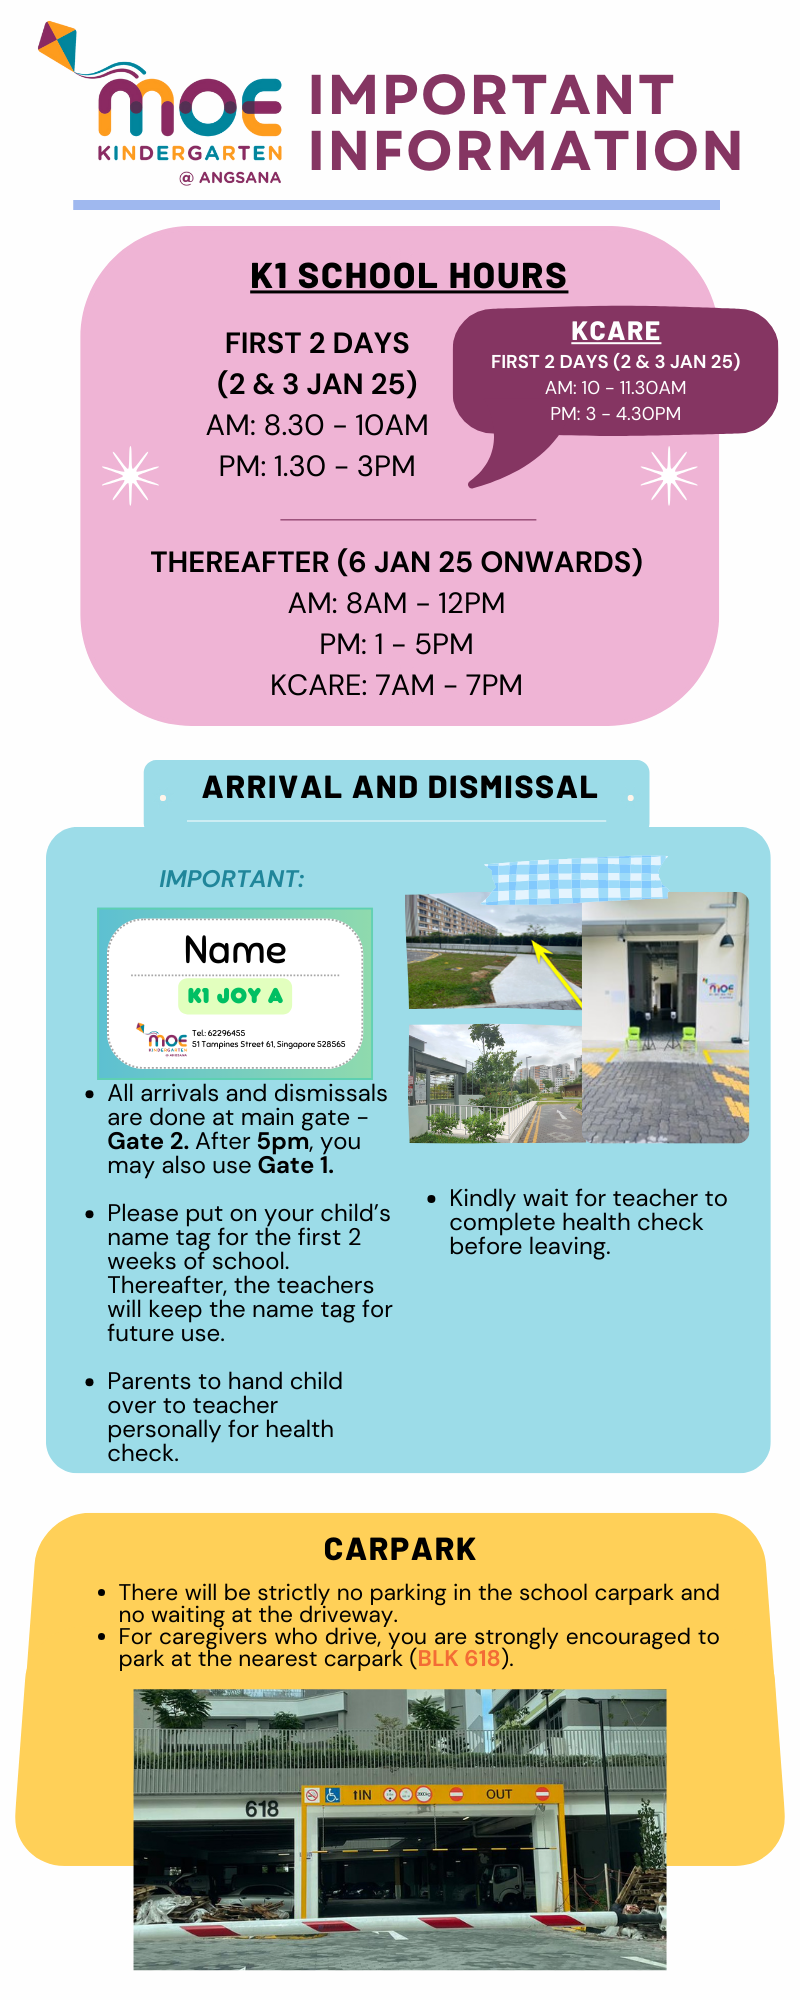 moe
KINDERGARTEN
@ ANGSANA
IMPORTANT
INFORMATION
K1 SCHOOL HOURS
FIRST 2 DAYS
(2 & 3 JAN 25)
AM: 8.30 - 10AM
PM: 1.30 - 3PM
KCARE
FIRST 2 DAYS (2 & 3 JAN 25)
AM: 10 - 11.30AM
PM: 3 - 4.30PM
THEREAFTER (6 JAN 25 ONWARDS)
AM: 8AM - 12PM
PM: 1 - 5PM
KCARE: 7AM - 7PM
ARRIVAL AND DISMISSAL
IMPORTANT:
Name
K1 JOY A
moe
KINDERGARTEN
@ ANGSANA
Tel: 62296455
51 Tampines Street 61, Singapore 528565
• All arrivals and dismissals
are done at main gate -
Gate 2. After 5pm, you
may also use Gate 1.
• Please put on your child's
name tag for the first 2
weeks of school.
Thereafter, the teachers
will keep the name tag for
future use.
• Parents to hand child
over to teacher
personally for health
check.
moe
• Kindly wait for teacher to
complete health check
before leaving.
CARPARK
• There will be strictly no parking in the school carpark and
no waiting at the driveway.
• For caregivers who drive, you are strongly encouraged to
park at the nearest carpark (BLK 618).
618
IN
OUT